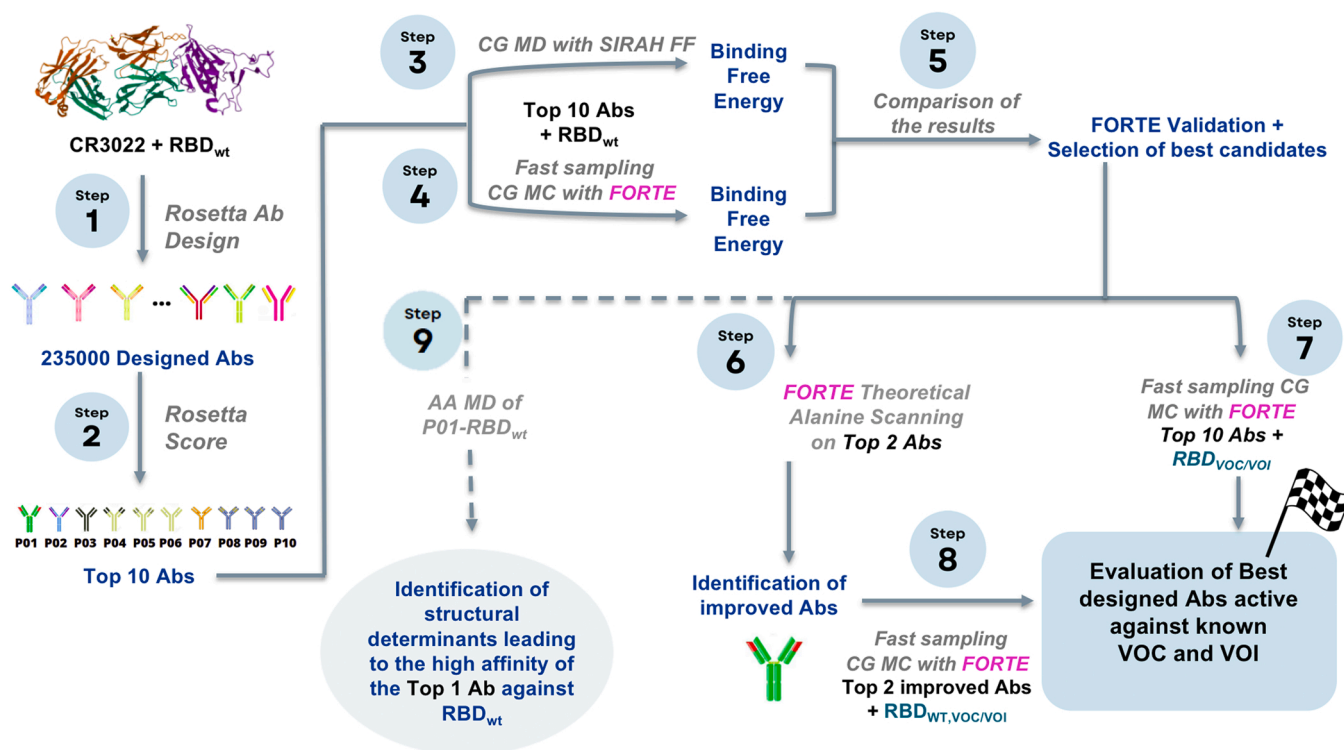 CR3022 + RBDwt
Step
1
Rosetta Ab
Design
...
235000 Designed Abs
Step
2
Rosetta
Score
P01 P02 P03 P04 P05 P06 P07 P08 P09 P10
Top 10 Abs
Step
3
CG MD with SIRAH FF
Binding
Free
Energy
Top 10 Abs
+ RBDwt
Step
4
Fast sampling
CG MC with FORTE
Binding
Free
Energy
Step
5
Comparison of
the results
FORTE Validation +
Selection of best candidates
Step
9
AA MD of
P01-RBDwt
Identification of
structural
determinants leading
to the high affinity of
the Top 1 Ab against
RBDwt
Step
6
FORTE Theoretical
Alanine Scanning
on Top 2 Abs
Identification of
improved Abs
Step
7
Fast sampling CG
MC with FORTE
Top 10 Abs +
RBDVOC/VOI
Step
8
Fast sampling
CG MC with FORTE
Top 2 improved Abs
+ RBDWT,VOC/VOI
Evaluation of Best
designed Abs active
against known
VOC and VOI